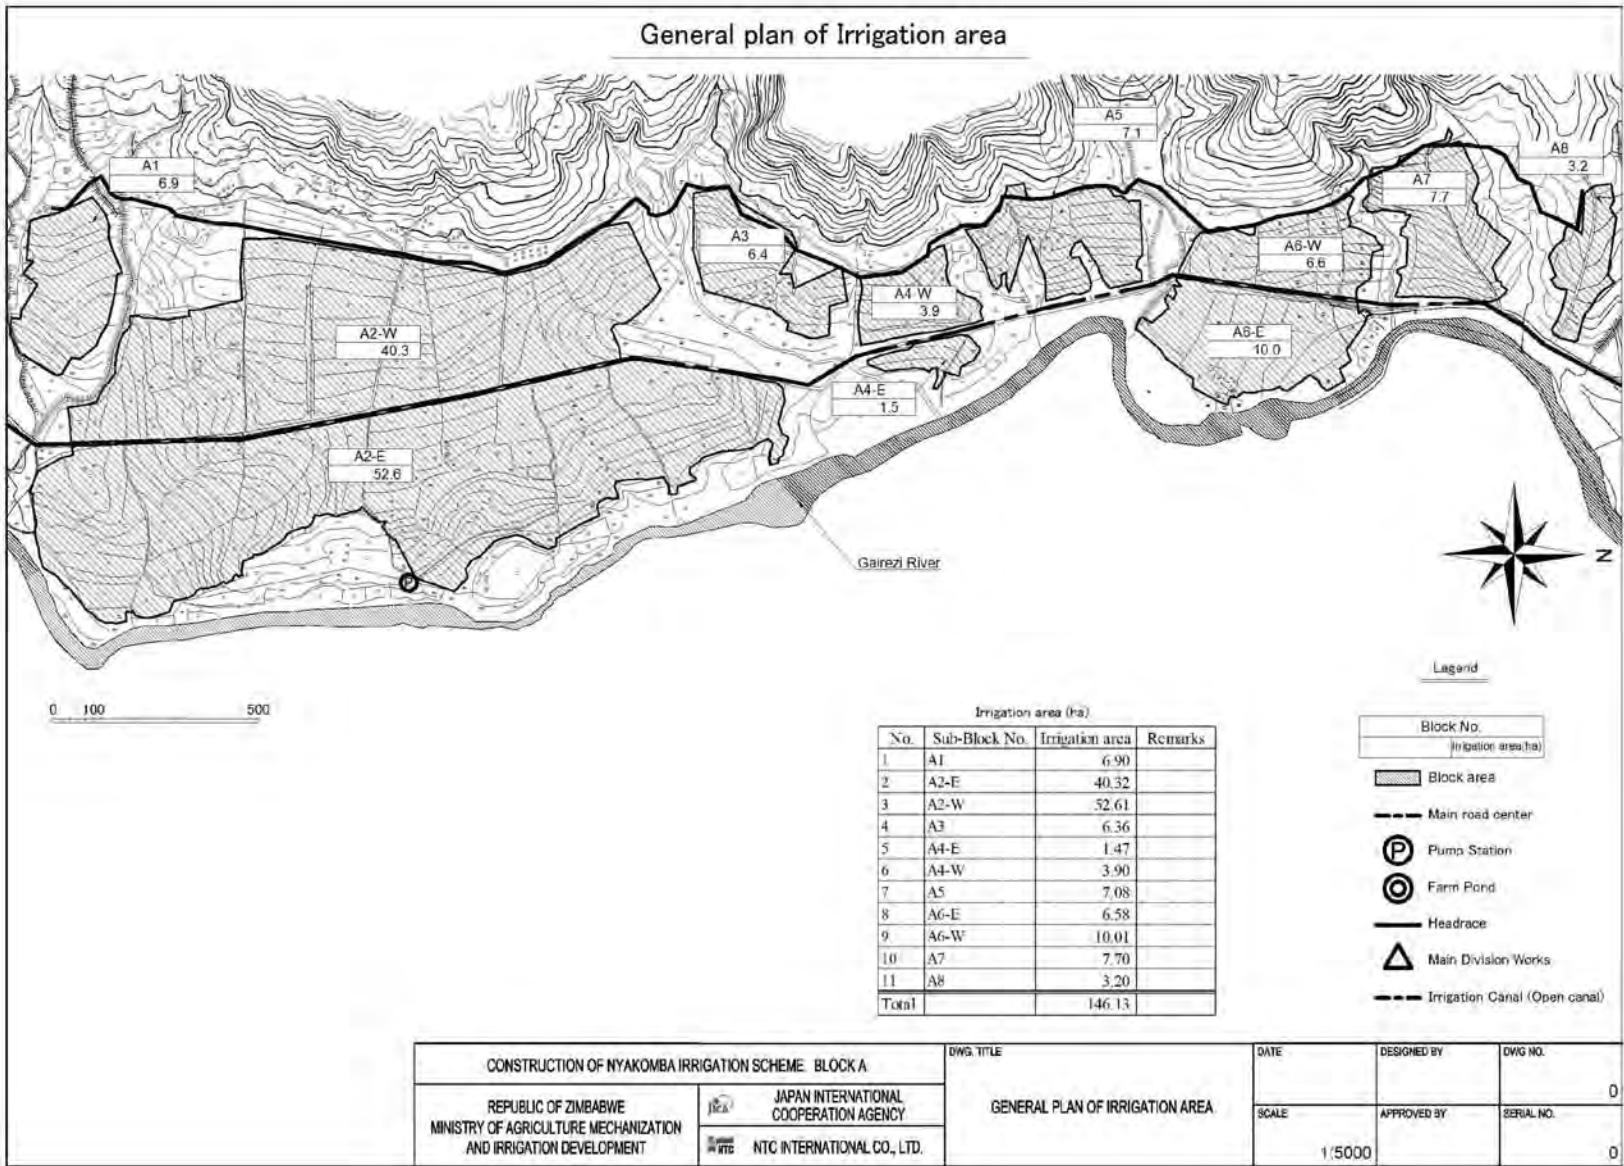 General plan of Irrigation area
A5
7.1
A1
6.9
A8
3.2
A7
7.7
A3
6.4
A6-W
6.6
A4-W
3.9
A2-W
40.3
A6-E
10.0
A4-E
1.5
A2-E
52.6
Gairezi River
N
P
Legend
0 100 500
Irrigation area (ha)
No. Sub-Block No. Irrigation area Remarks
1 A1 6.90
2 A2-E 40.32
3 A2-W 52.61
4 A3 6.36
5 A4-E 1.47
6 A4-W 3.90
7 A5 7.08
8 A6-E 6.58
9 A6-W 10.01
10 A7 7.70
11 A8 3.20
Total 146.13
Block No.
Irrigation area(ha)
Block area
Main road center
P Pump Station
Farm Pond
Headrace
Main Division Works
Irrigation Canal (Open canal)
CONSTRUCTION OF NYAKOMBA IRRIGATION SCHEME BLOCK A
REPUBLIC OF ZIMBABWE
MINISTRY OF AGRICULTURE MECHANIZATION
AND IRRIGATION DEVELOPMENT
jica
JAPAN INTERNATIONAL
COOPERATION AGENCY
NTC
NTC INTERNATIONAL CO., LTD.
DWG. TITLE
GENERAL PLAN OF IRRIGATION AREA
DATE
DESIGNED BY
DWG NO.
0
SCALE
1:5000
APPROVED BY
SERIAL NO.
0